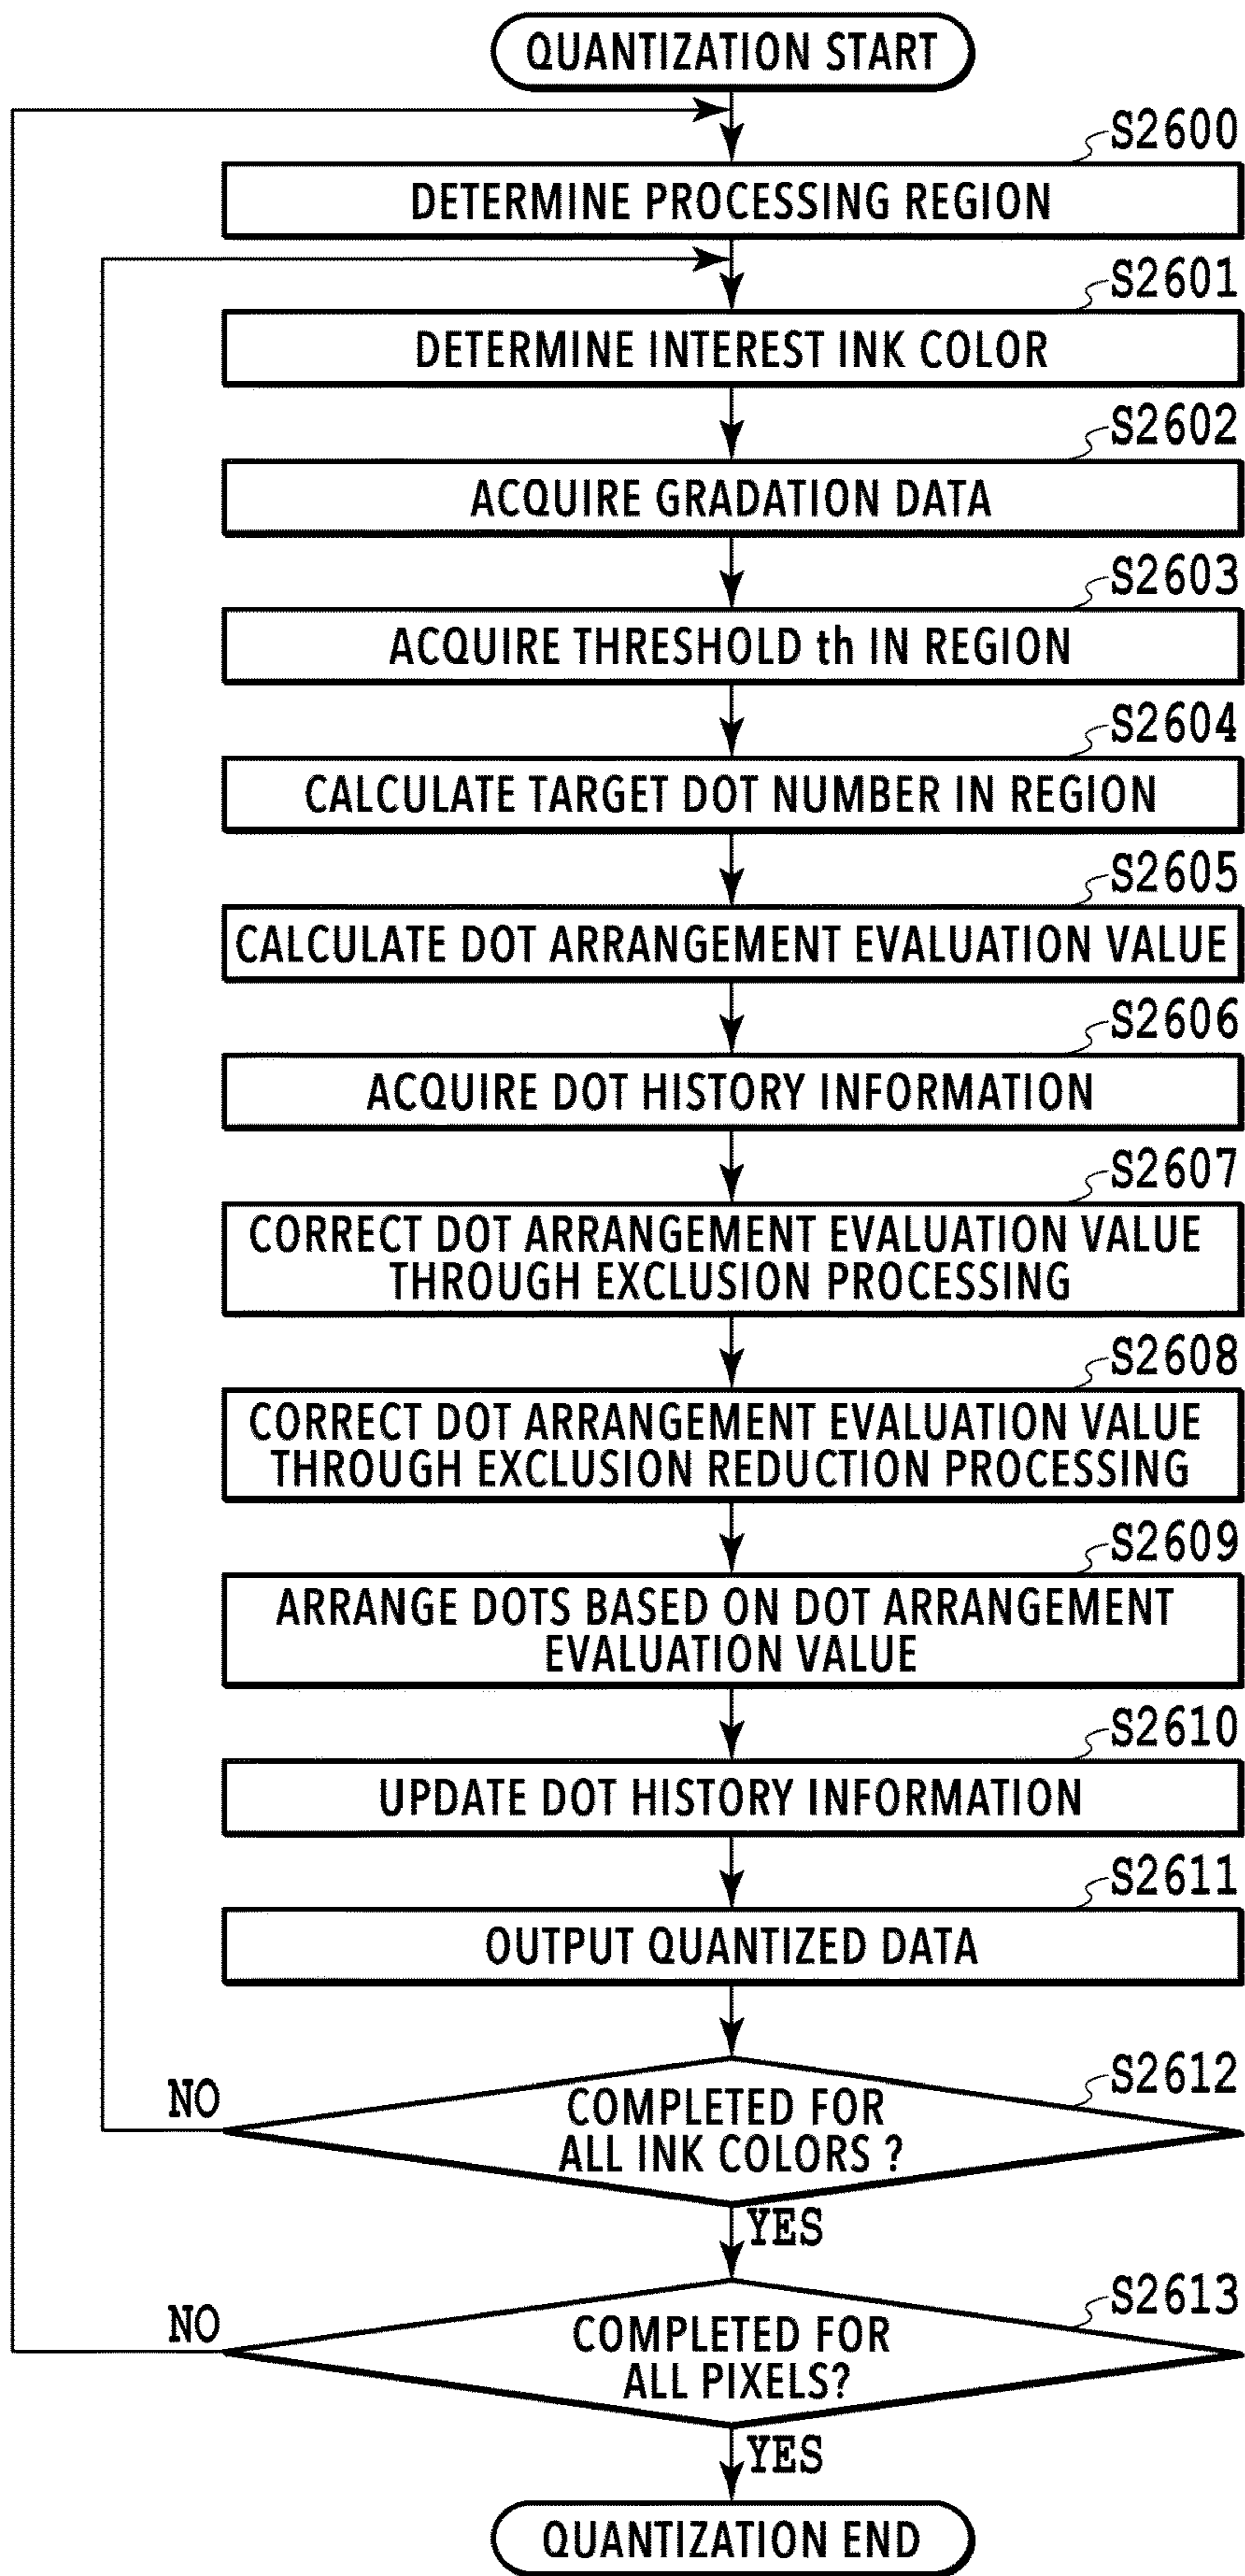 QUANTIZATION START
S2600
DETERMINE PROCESSING REGION
S2601
DETERMINE INTEREST INK COLOR
S2602
ACQUIRE GRADATION DATA
S2603
ACQUIRE THRESHOLD th IN REGION
S2604
CALCULATE TARGET DOT NUMBER IN REGION
S2605
CALCULATE DOT ARRANGEMENT EVALUATION VALUE
S2606
ACQUIRE DOT HISTORY INFORMATION
S2607
CORRECT DOT ARRANGEMENT EVALUATION VALUE
THROUGH EXCLUSION PROCESSING
S2608
CORRECT DOT ARRANGEMENT EVALUATION VALUE
THROUGH EXCLUSION REDUCTION PROCESSING
S2609
ARRANGE DOTS BASED ON DOT ARRANGEMENT
EVALUATION VALUE
S2610
UPDATE DOT HISTORY INFORMATION
S2611
OUTPUT QUANTIZED DATA
S2612
NO
COMPLETED FOR
ALL INK COLORS ?
YES
S2613
NO
COMPLETED FOR
ALL PIXELS?
YES
QUANTIZATION END